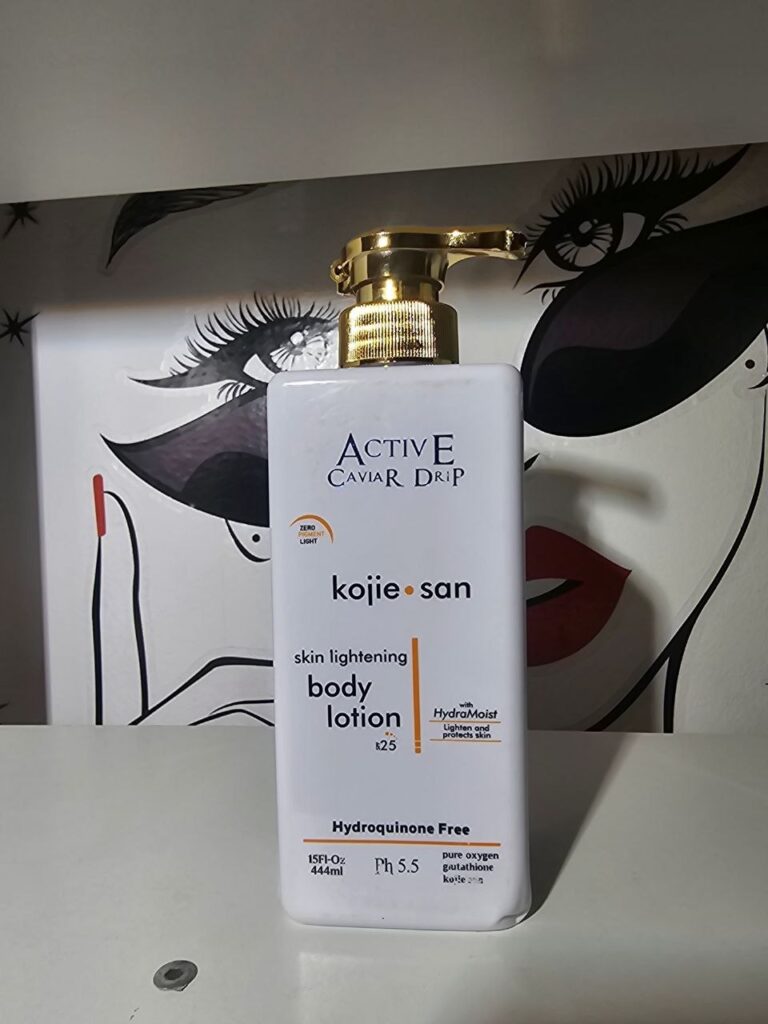 ACTIVE
CAVIAR DRiP
ZERO
PIGMENT
LIGHT
kojie•san
skin lightening
body
lotion
k25
with
HydraMoist
Lighten and
protects skin
Hydroquinone Free
15Fl-Oz
444ml
Ph 5.5
pure oxygen
glutathione
kojie